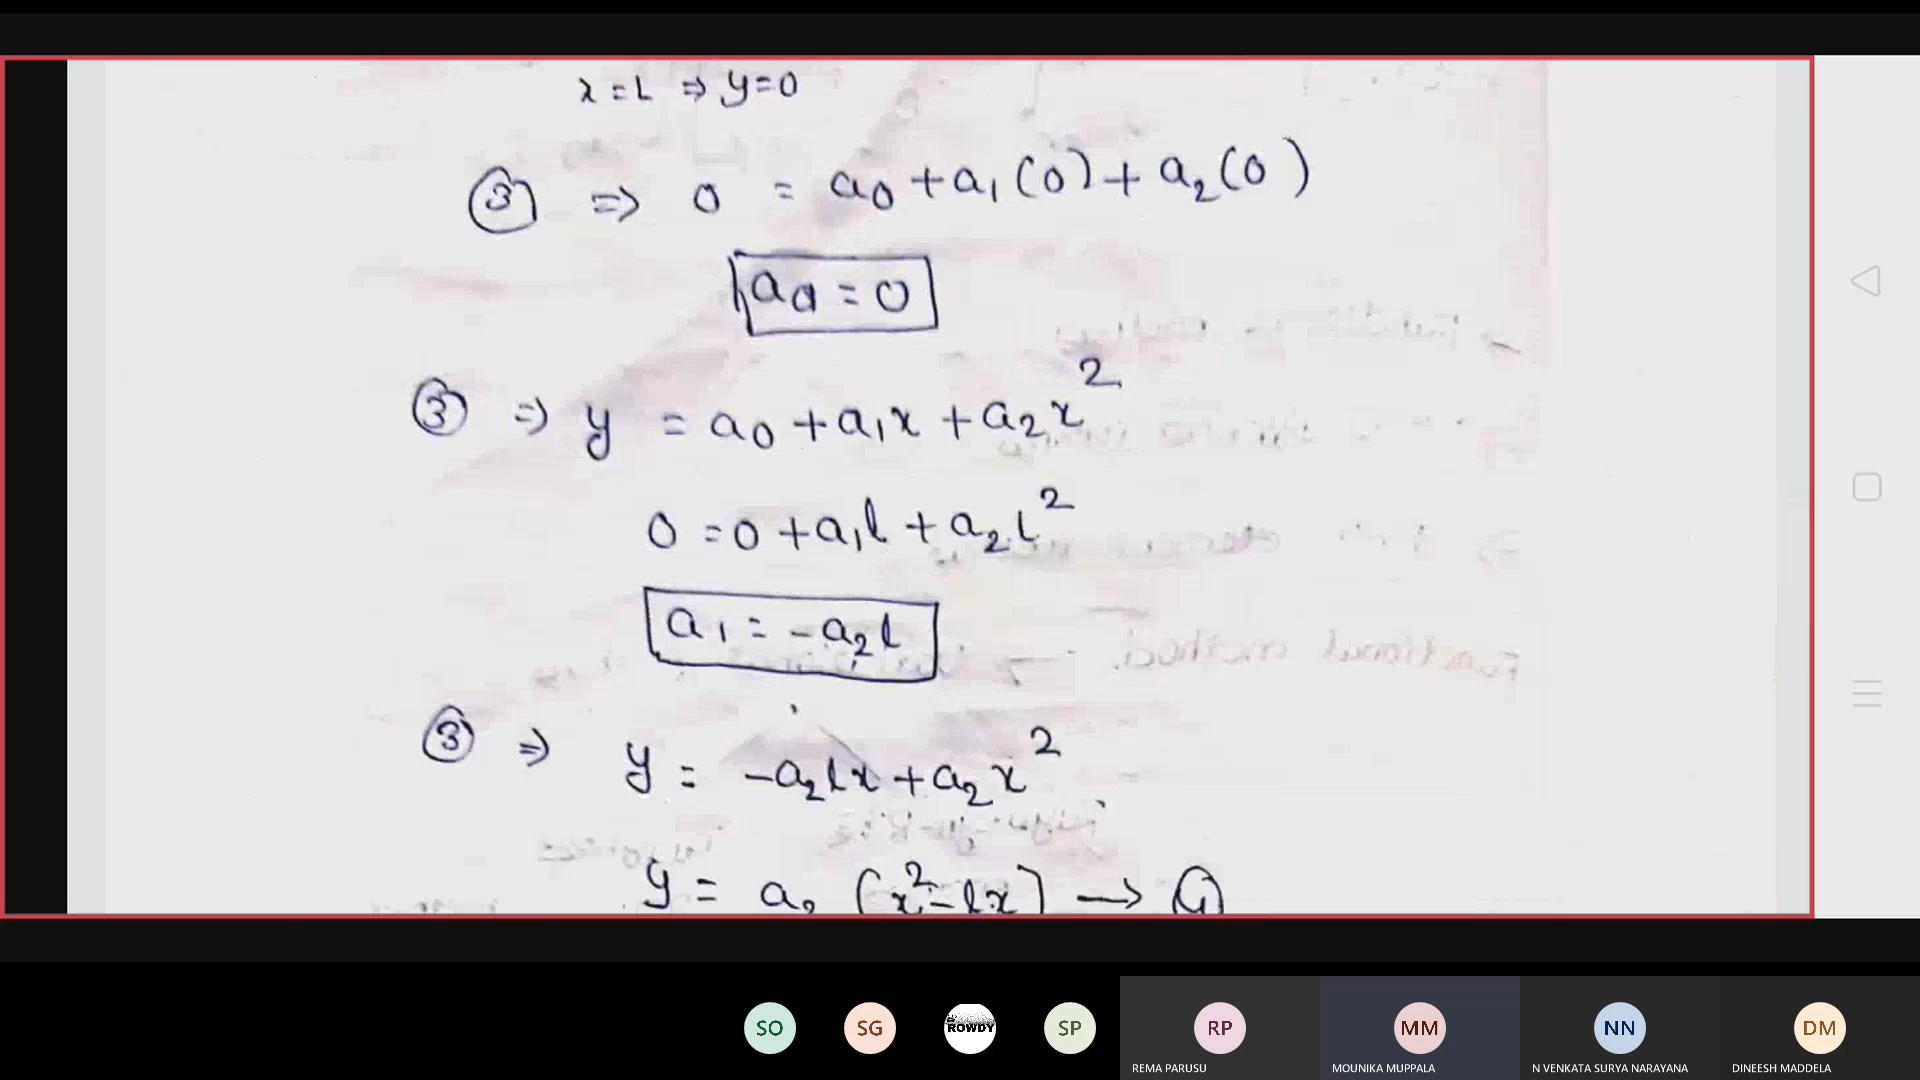 x = L ⇒ y = 0
③ ⇒ 0 = a₀ + a₁(0) + a₂(0)
a₀ = 0
③ ⇒ y = a₀ + a₁x + a₂x²
0 = 0 + a₁l + a₂l²
a₁ = -a₂l
③ ⇒ y = -a₂lx + a₂x²
y = a₂ (x² - lx) → ④
Functional method.
SO SG ROWDY SP RP MM NN DM
REMA PARUSU MOUNIKA MUPPALA N VENKATA SURYA NARAYANA DINEESH MADDELA